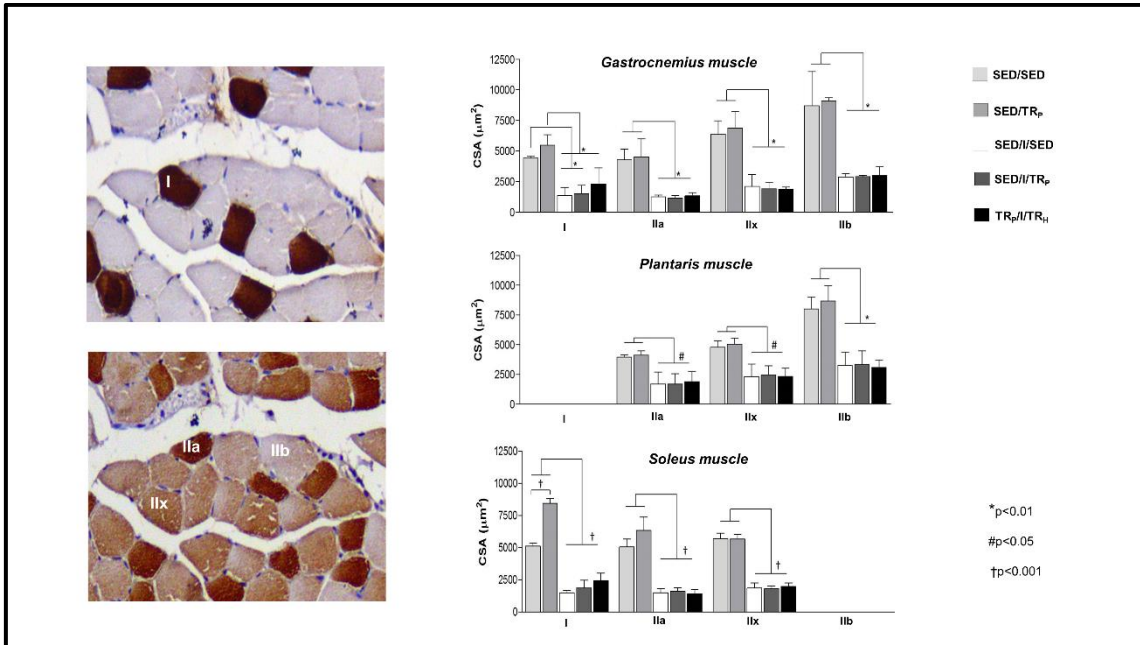 I
IIa
IIb
IIx
Gastrocnemius muscle
CSA (µm²)
12500
10000
7500
5000
2500
0
I IIa IIx IIb
* * * * *
Plantaris muscle
CSA (µm²)
12500
10000
7500
5000
2500
0
I IIa IIx IIb
# # *
Soleus muscle
CSA (µm²)
12500
10000
7500
5000
2500
0
I IIa IIx IIb
† † † †
SED/SED
SED/TRP
SED/I/SED
SED/I/TRP
TRP/I/TRH
*p<0.01
#p<0.05
†p<0.001